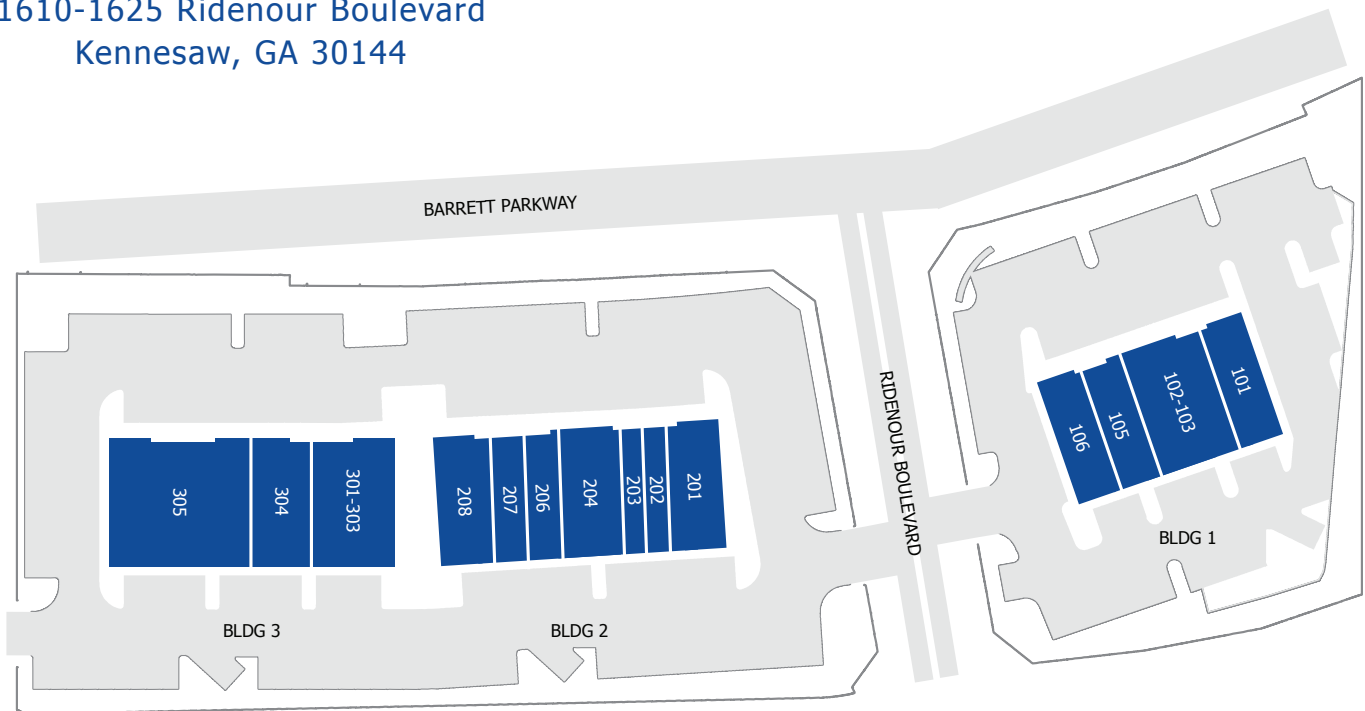 1610-1625 Ridenour Boulevard
Kennesaw, GA 30144
BARRETT PARKWAY
RIDENOUR BOULEVARD
305
304
301-303
208
207
206
204
203
202
201
106
105
102-103
101
BLDG 3
BLDG 2
BLDG 1